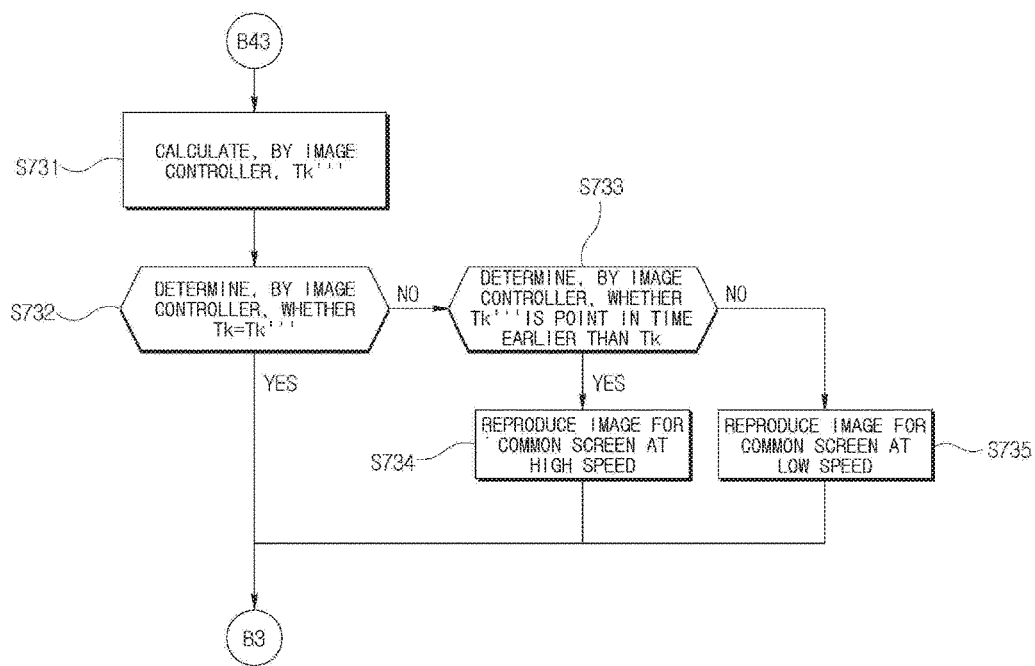 B43
S731
CALCULATE, BY IMAGE
CONTROLLER, Tk'''
S733
S732
DETERMINE, BY IMAGE
CONTROLLER, WHETHER
Tk=Tk'''
NO
DETERMINE, BY IMAGE
CONTROLLER, WHETHER
Tk'''IS POINT IN TIME
EARLIER THAN Tk
NO
YES
YES
S734
REPRODUCE IMAGE FOR
COMMON SCREEN AT
HIGH SPEED
REPRODUCE IMAGE FOR
COMMON SCREEN AT
LOW SPEED
S735
B3